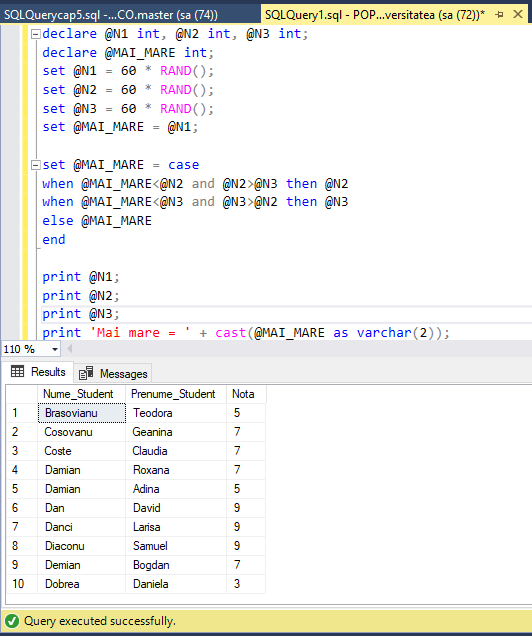 SQLQuerycap5.sql -...CO.master (sa (74))
SQLQuery1.sql - POP...versitatea (sa (72))*
declare @N1 int, @N2 int, @N3 int;
declare @MAI_MARE int;
set @N1 = 60 * RAND();
set @N2 = 60 * RAND();
set @N3 = 60 * RAND();
set @MAI_MARE = @N1;
set @MAI_MARE = case
when @MAI_MARE<@N2 and @N2>@N3 then @N2
when @MAI_MARE<@N3 and @N3>@N2 then @N3
else @MAI_MARE
end
print @N1;
print @N2;
print @N3;
print 'Mai mare = ' + cast(@MAI_MARE as varchar(2));
110 %
Results Messages
Nume_Student Prenume_Student Nota
1 Brasovianu Teodora 5
2 Cosovanu Geanina 7
3 Coste Claudia 7
4 Damian Roxana 7
5 Damian Adina 5
6 Dan David 9
7 Danci Larisa 9
8 Diaconu Samuel 9
9 Demian Bogdan 7
10 Dobrea Daniela 3
Query executed successfully.